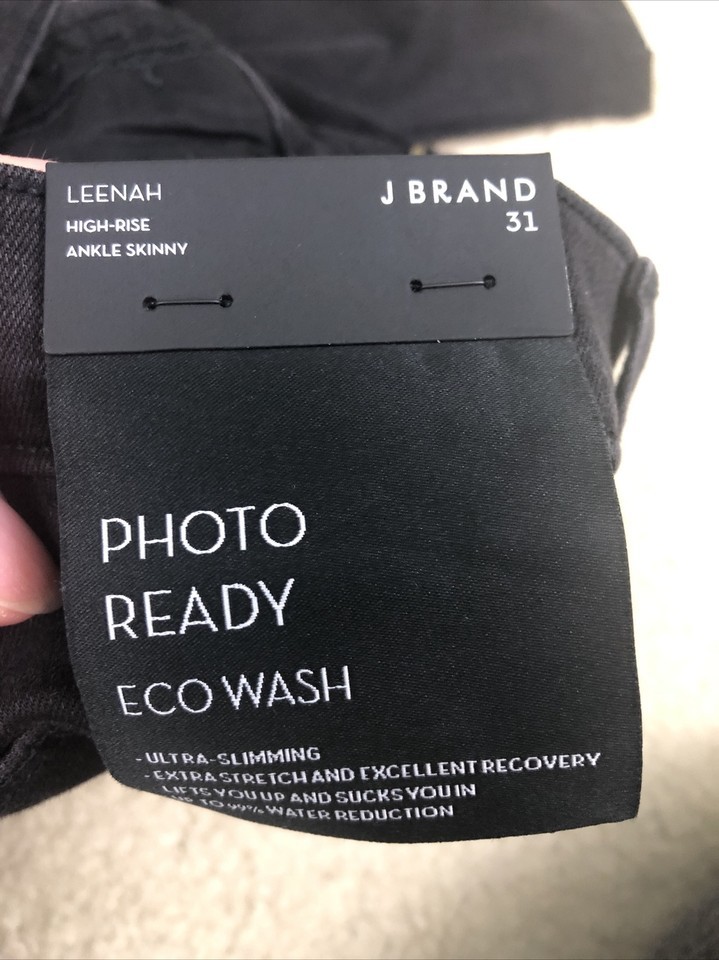 LEENAH
HIGH-RISE
ANKLE SKINNY
J BRAND
31
PHOTO
READY
ECO WASH
-ULTRA-SLIMMING
-EXTRA STRETCH AND EXCELLENT RECOVERY
LIFTS YOU UP AND SUCKS YOU IN
UP TO 99% WATER REDUCTION